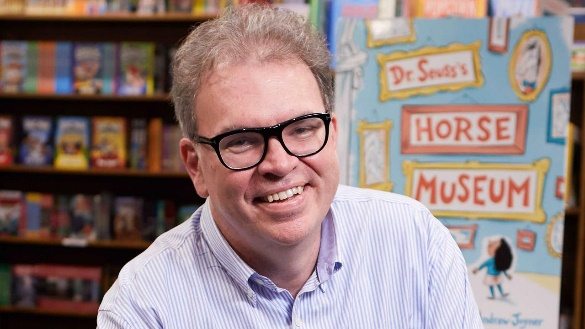 Dr. Seuss's
HORSE
MUSEUM
Andrew Joyner